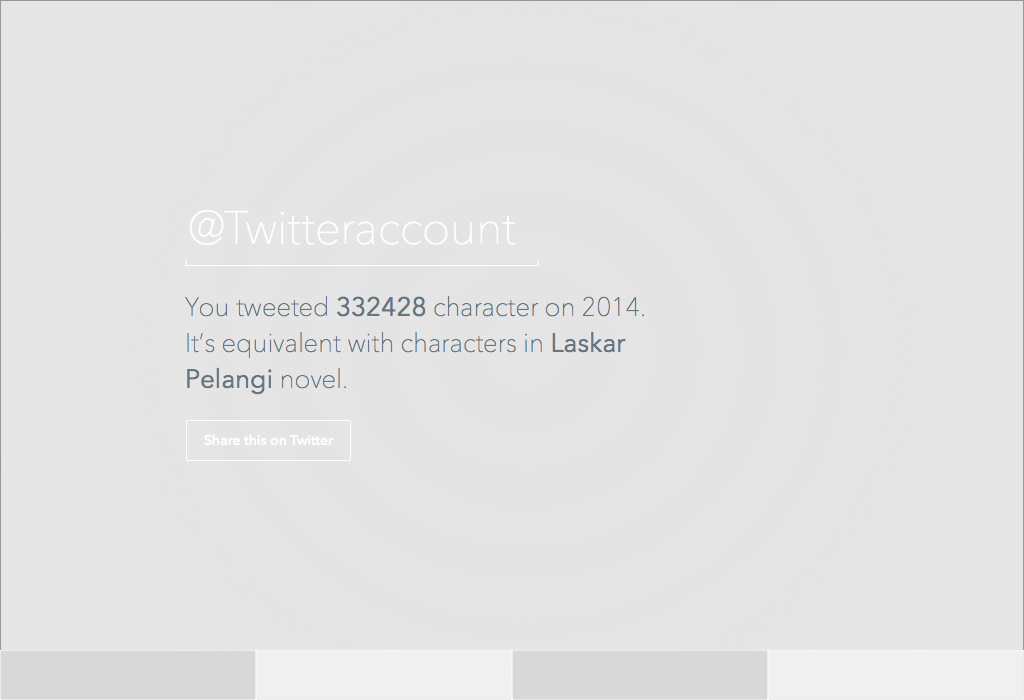 @Twitteraccount
You tweeted 332428 character on 2014.
It’s equivalent with characters in Laskar
Pelangi novel.
Share this on Twitter